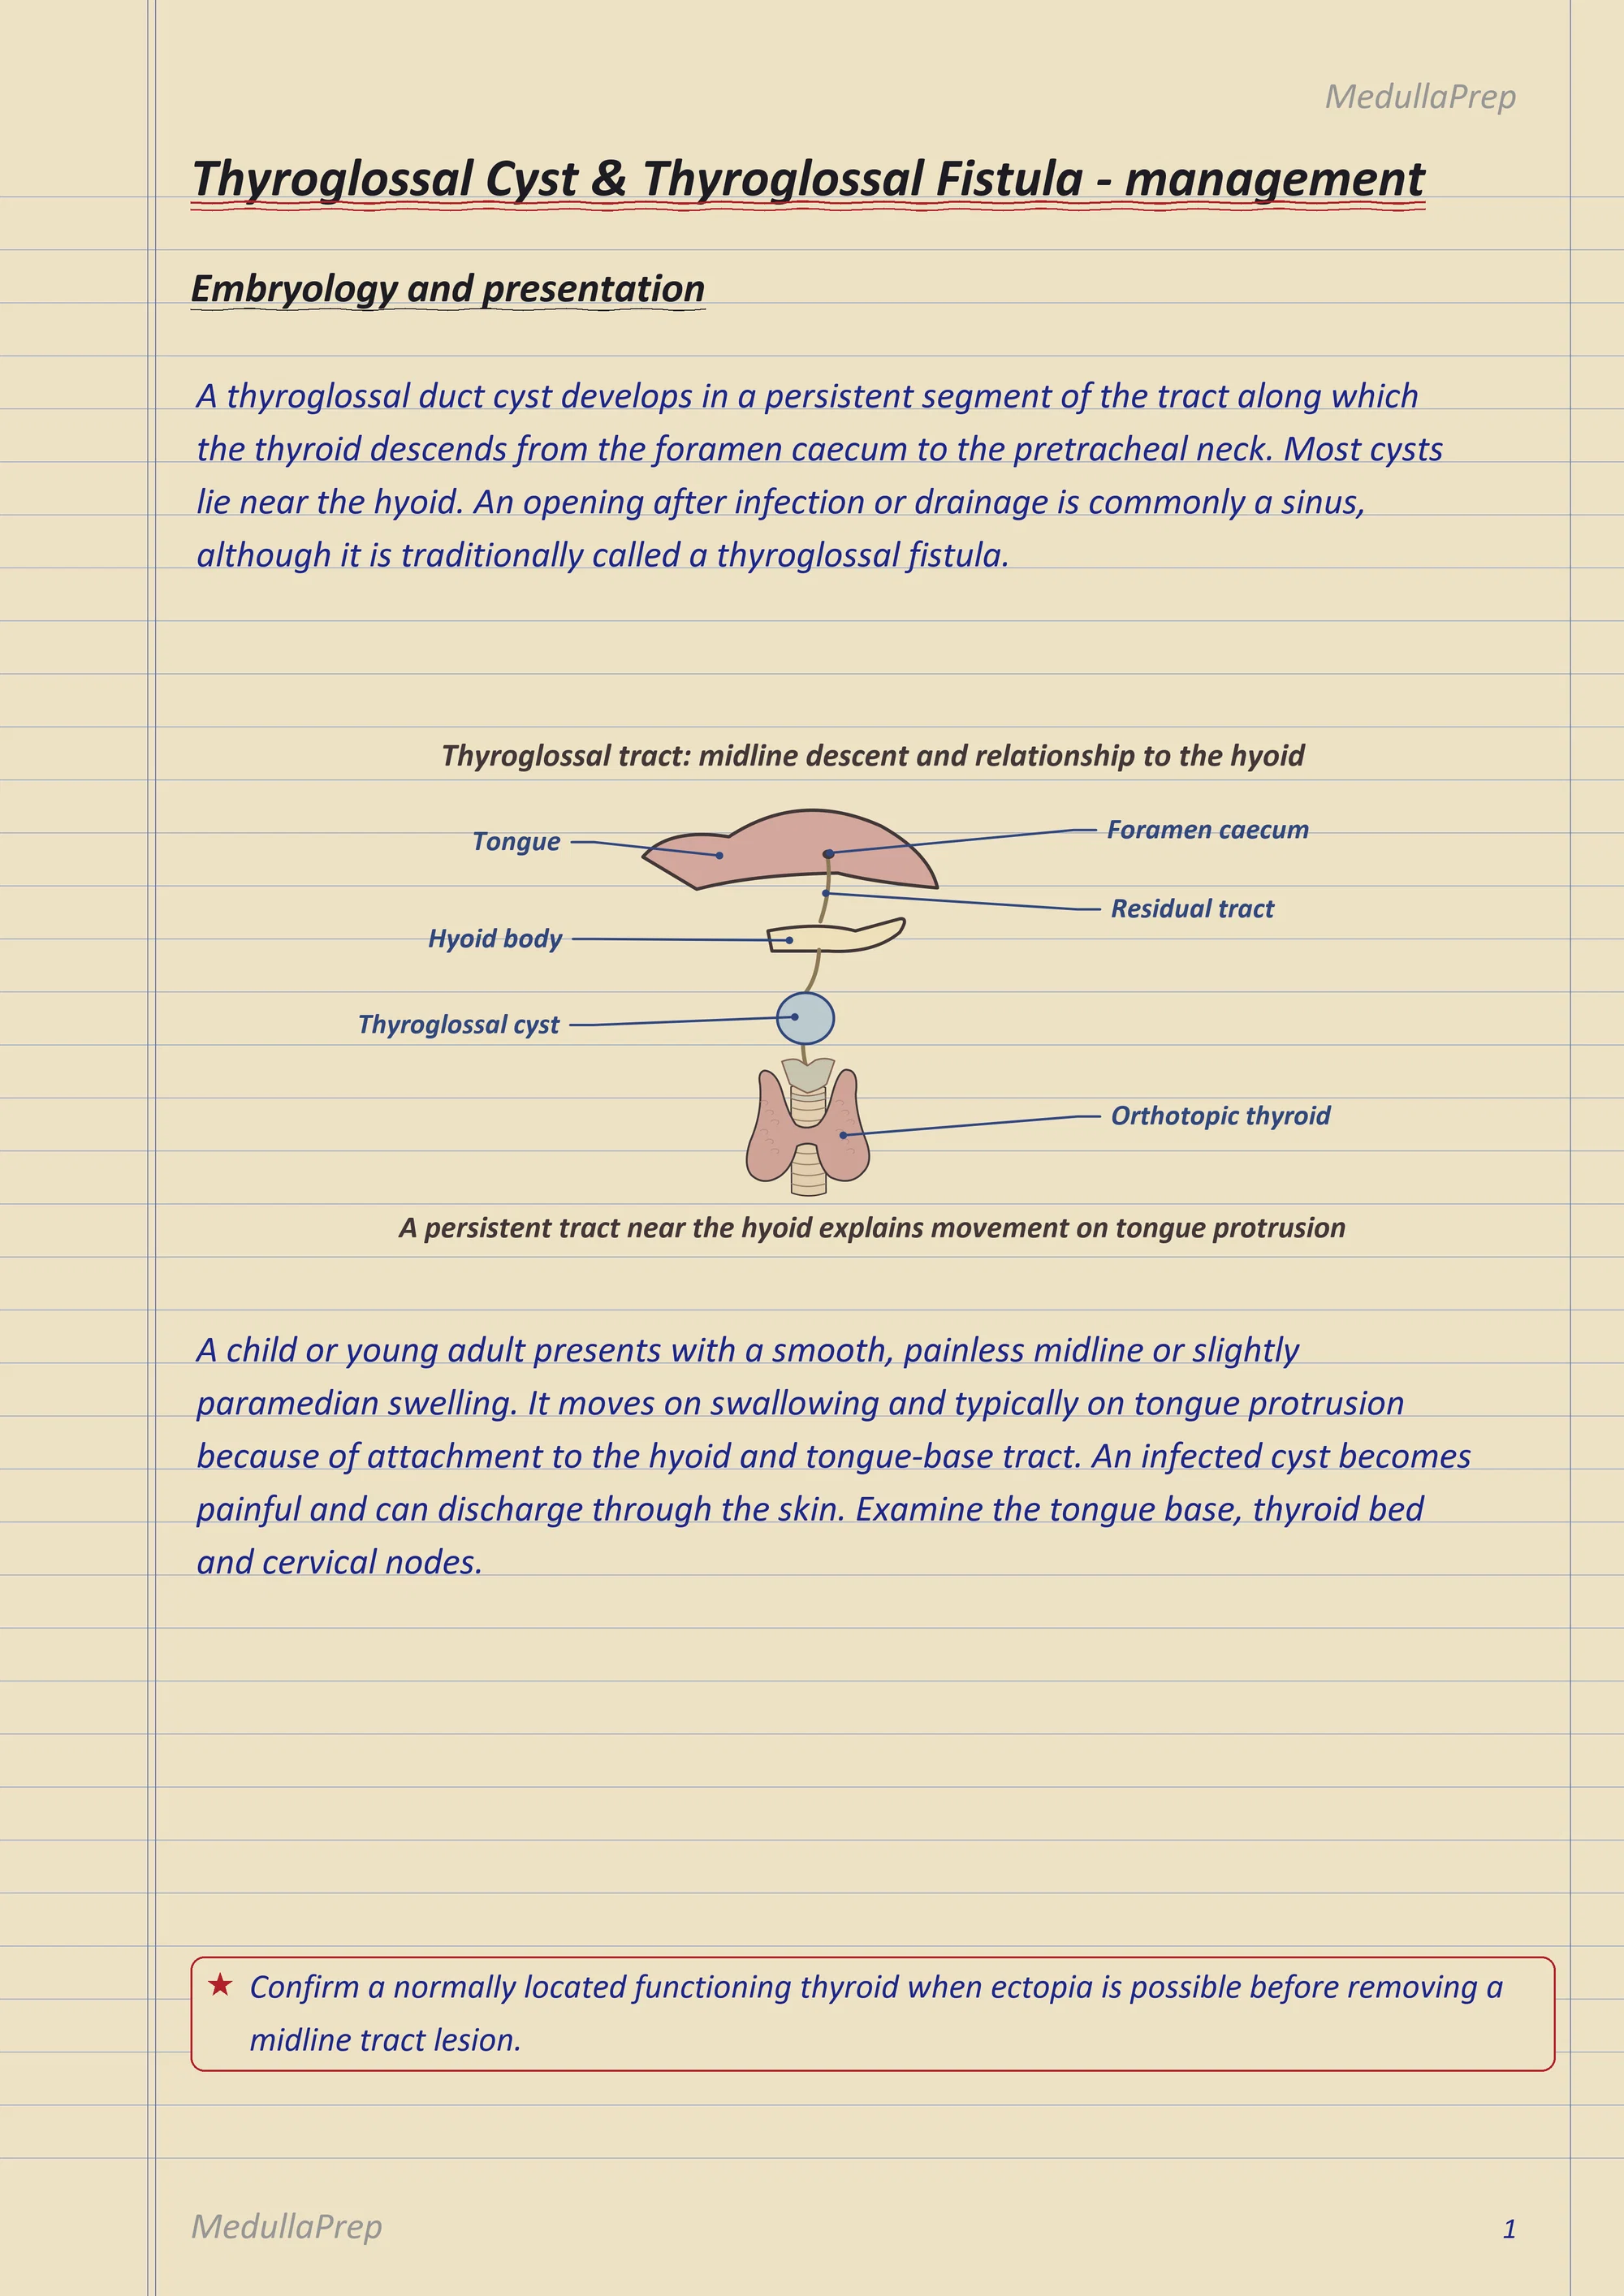 MedullaPrep
Thyroglossal Cyst & Thyroglossal Fistula - management
Embryology and presentation
A thyroglossal duct cyst develops in a persistent segment of the tract along which
the thyroid descends from the foramen caecum to the pretracheal neck. Most cysts
lie near the hyoid. An opening after infection or drainage is commonly a sinus,
although it is traditionally called a thyroglossal fistula.
Thyroglossal tract: midline descent and relationship to the hyoid
Tongue
Foramen caecum
Residual tract
Hyoid body
Thyroglossal cyst
Orthotopic thyroid
A persistent tract near the hyoid explains movement on tongue protrusion
A child or young adult presents with a smooth, painless midline or slightly
paramedian swelling. It moves on swallowing and typically on tongue protrusion
because of attachment to the hyoid and tongue-base tract. An infected cyst becomes
painful and can discharge through the skin. Examine the tongue base, thyroid bed
and cervical nodes.
★ Confirm a normally located functioning thyroid when ectopia is possible before removing a
midline tract lesion.
MedullaPrep
1